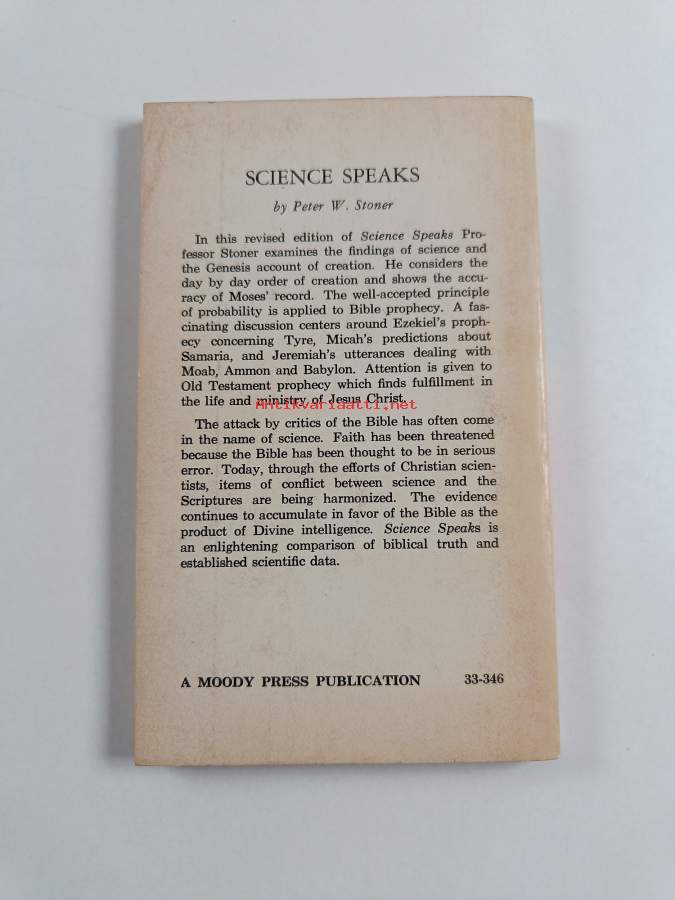 SCIENCE SPEAKS
by Peter W. Stoner
In this revised edition of Science Speaks Pro-
fessor Stoner examines the findings of science and
the Genesis account of creation. He considers the
day by day order of creation and shows the accu-
racy of Moses' record. The well-accepted principle
of probability is applied to Bible prophecy. A fas-
cinating discussion centers around Ezekiel's proph-
ecy concerning Tyre, Micah's predictions about
Samaria, and Jeremiah's utterances dealing with
Moab, Ammon and Babylon. Attention is given to
Old Testament prophecy which finds fulfillment in
the life and ministry of Jesus Christ.
Antikvariaatti.net
The attack by critics of the Bible has often come
in the name of science. Faith has been threatened
because the Bible has been thought to be in serious
error. Today, through the efforts of Christian scien-
tists, items of conflict between science and the
Scriptures are being harmonized. The evidence
continues to accumulate in favor of the Bible as the
product of Divine intelligence. Science Speaks is
an enlightening comparison of biblical truth and
established scientific data.
A MOODY PRESS PUBLICATION 33-346